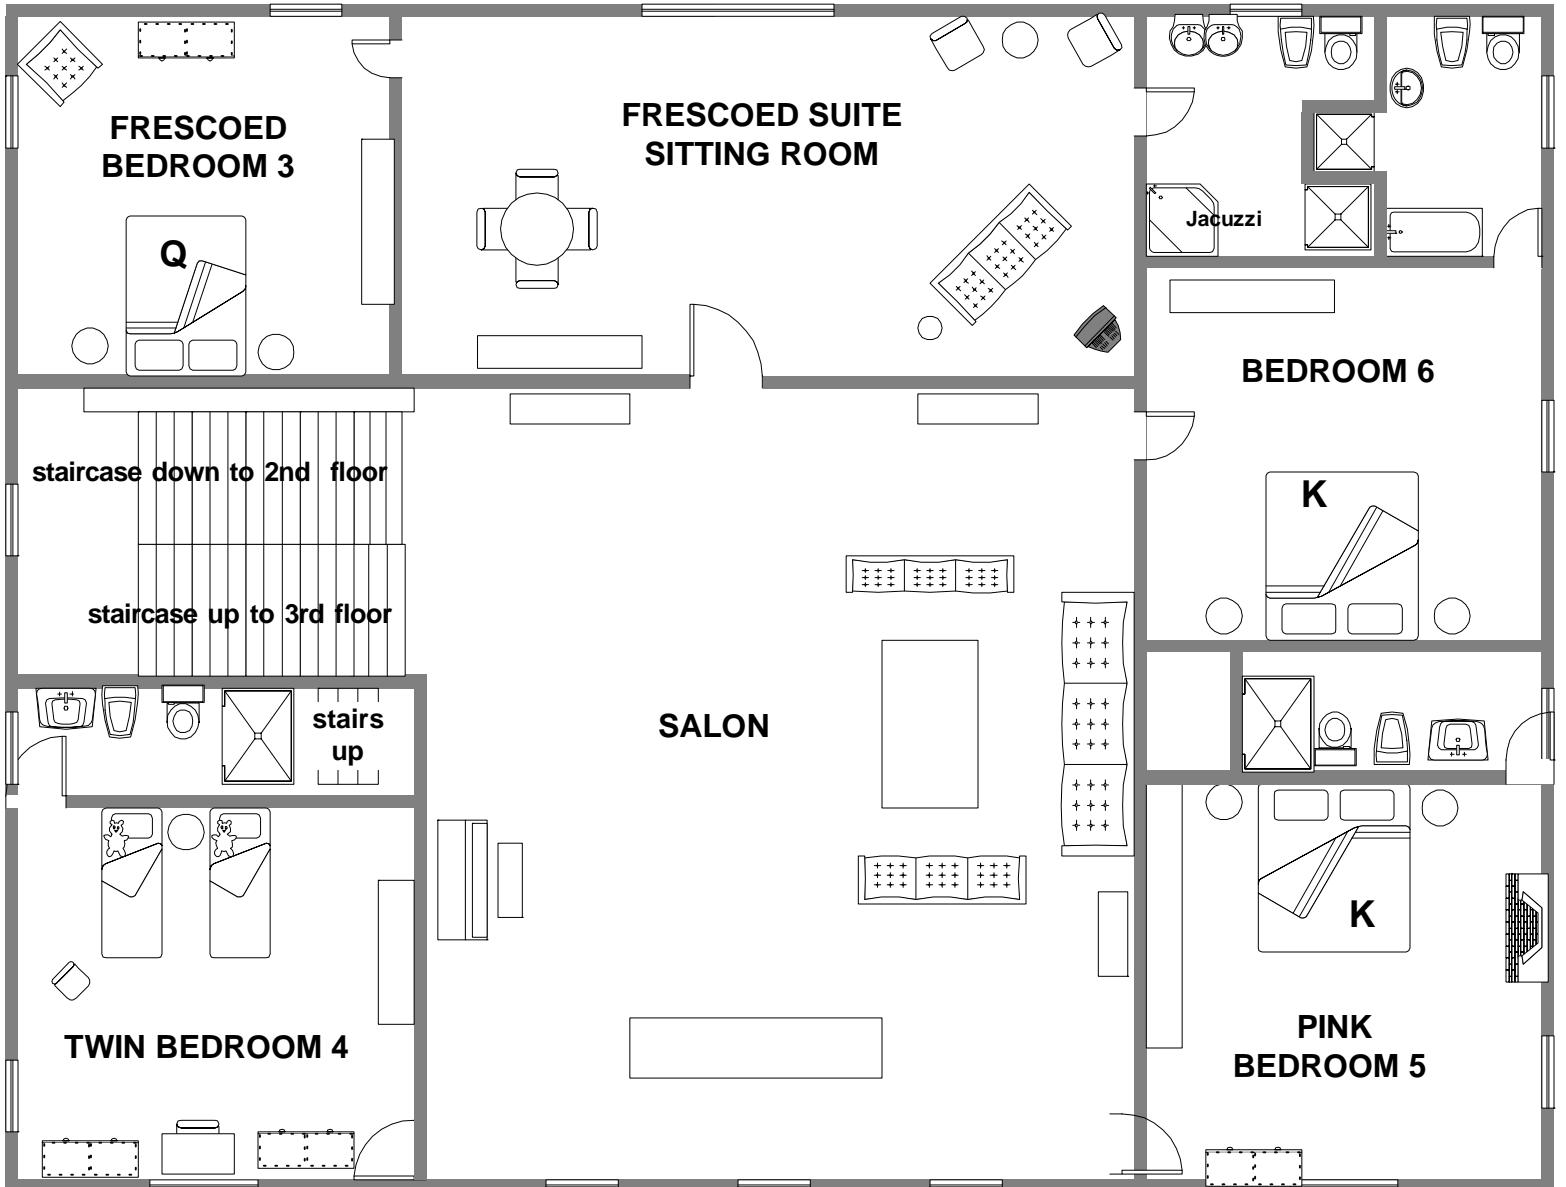 FRESCOED
BEDROOM 3
Q
FRESCOED SUITE
SITTING ROOM
Jacuzzi
BEDROOM 6
K
staircase down to 2nd floor
staircase up to 3rd floor
stairs
up
SALON
TWIN BEDROOM 4
K
PINK
BEDROOM 5